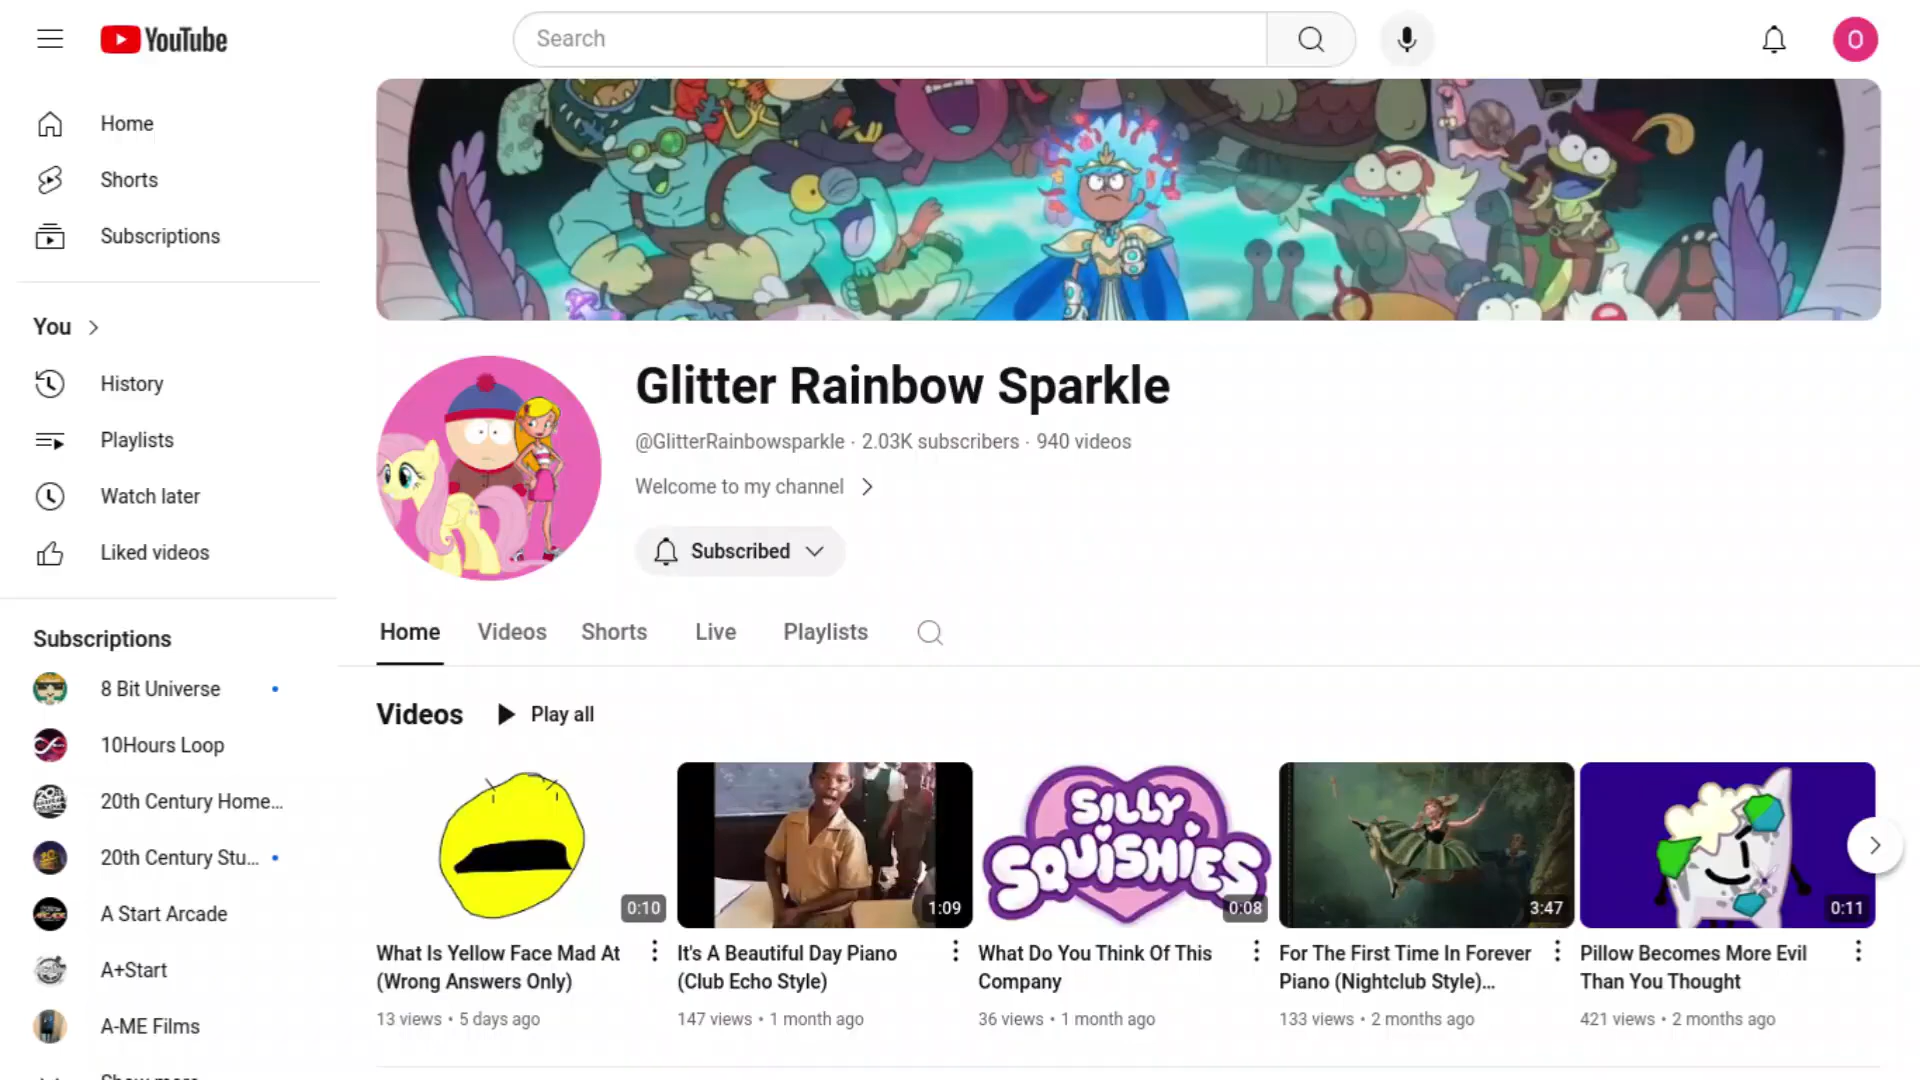 YouTube
Search
O
Home
Shorts
Subscriptions
You
History
Playlists
Watch later
Liked videos
Subscriptions
8 Bit Universe
10Hours Loop
20th Century Home...
20th Century Stu...
A Start Arcade
A+Start
A-ME Films
Show more
Glitter Rainbow Sparkle
@GlitterRainbowsparkle · 2.03K subscribers · 940 videos
Welcome to my channel
Subscribed
Home Videos Shorts Live Playlists
Videos Play all
0:10
1:09
SILLY
SQUISHIES
0:08
3:47
0:11
What Is Yellow Face Mad At
(Wrong Answers Only)
13 views • 5 days ago
It's A Beautiful Day Piano
(Club Echo Style)
147 views • 1 month ago
What Do You Think Of This
Company
36 views • 1 month ago
For The First Time In Forever
Piano (Nightclub Style)...
133 views • 2 months ago
Pillow Becomes More Evil
Than You Thought
421 views • 2 months ago